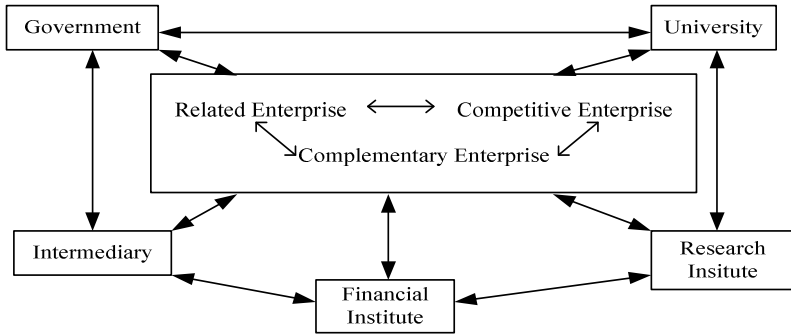 Government
University
Related Enterprise
Competitive Enterprise
Complementary Enterprise
Intermediary
Research
Insitute
Financial
Institute